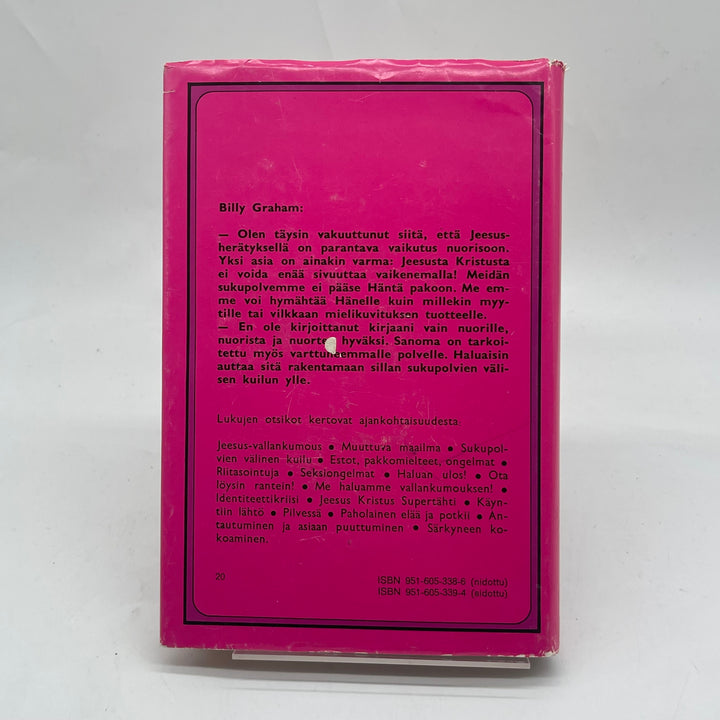 Billy Graham:
— Olen täysin vakuuttunut siitä, että Jeesus-
herätyksellä on parantava vaikutus nuorisoon.
Yksi asia on ainakin varma: Jeesusta Kristusta
ei voida enää sivuuttaa vaikenemalla! Meidän
sukupolvemme ei pääse Häntä pakoon. Me em-
me voi hymähtää Hänelle kuin millekin myy-
tille tai vilkkaan mielikuvituksen tuotteelle.
— En ole kirjoittanut kirjaani vain nuorille,
nuorista ja nuorten hyväksi. Sanoma on tarkoi-
tettu myös varttuneemmalle polvelle. Haluaisin
auttaa sitä rakentamaan sillan sukupolvien väli-
sen kuilun ylle.
Lukujen otsikot kertovat ajankohtaisuudesta:
Jeesus-vallankumous • Muuttuva maailma • Sukupol-
vien välinen kuilu • Estot, pakkomielteet, ongelmat •
Riitasointuja • Seksiongelmat • Haluan ulos! • Ota
löysin rantein! • Me haluamme vallankumouksen! •
Identiteettikriisi • Jeesus Kristus Supertähti • Käyn-
tiin lähtö • Pilvessä • Paholainen elää ja potkii • An-
tautuminen ja asiaan puuttuminen • Särkyneen ko-
koaminen.
20
ISBN 951-605-338-6 (nidottu)
ISBN 951-605-339-4 (sidottu)